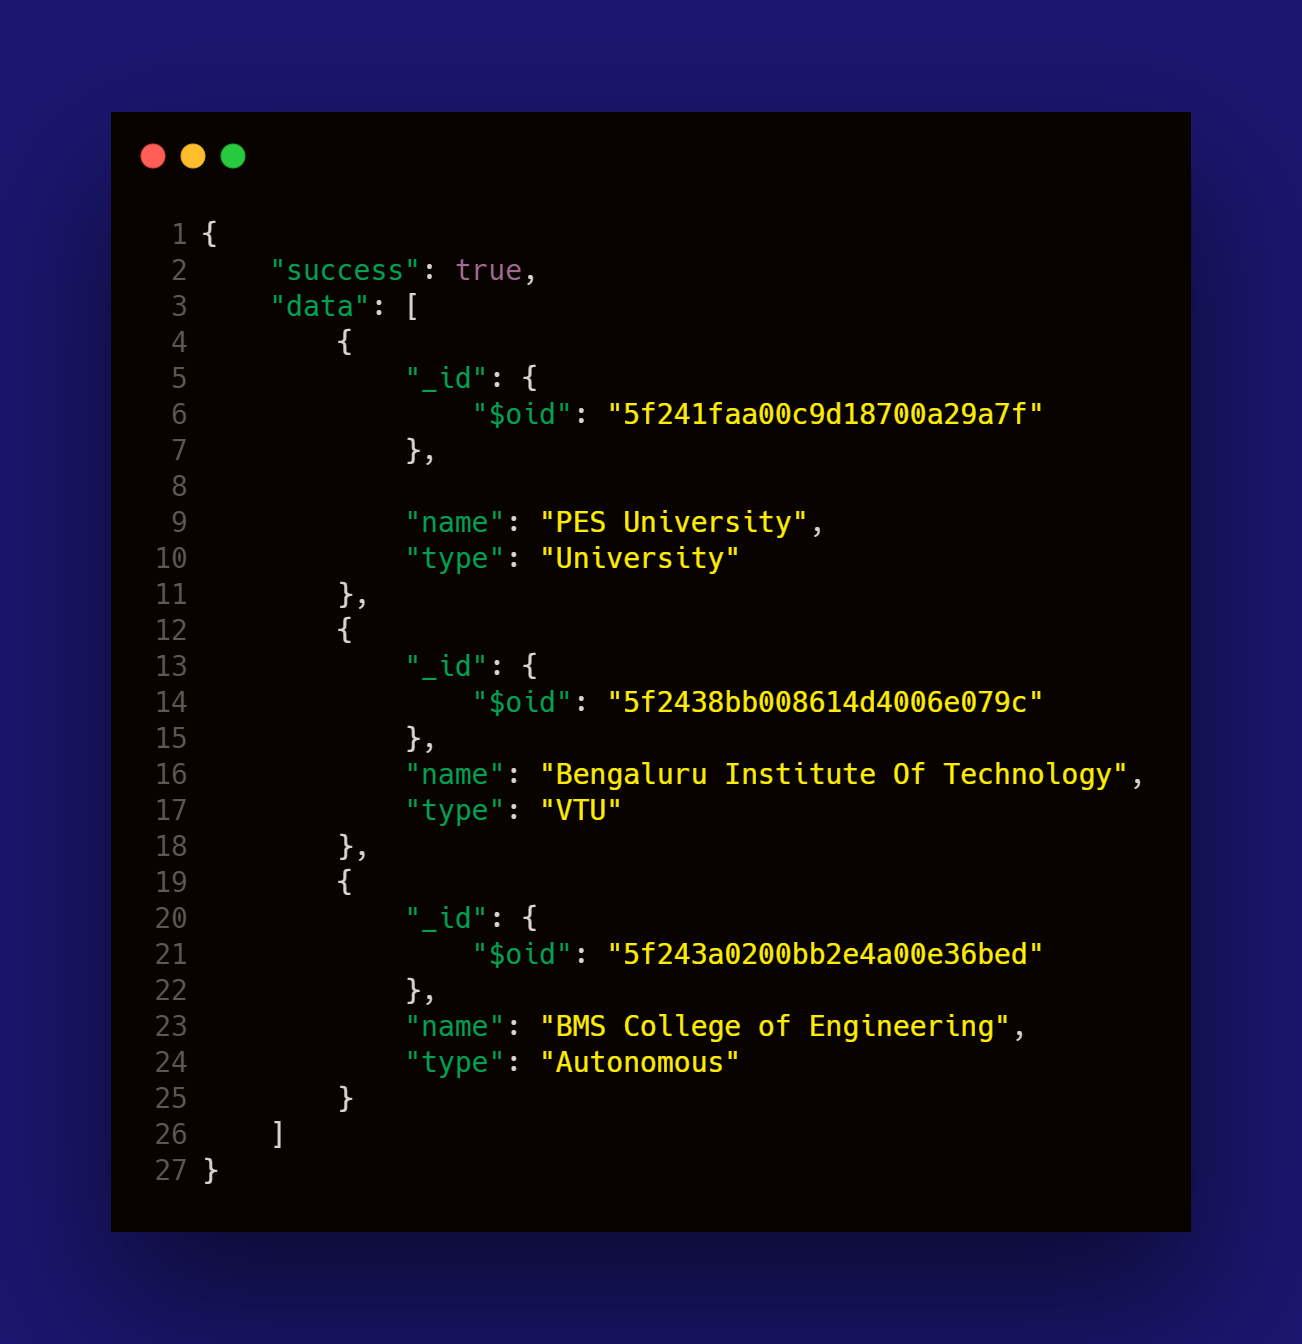 1 {
2     "success": true,
3     "data": [
4         {
5             "_id": {
6                 "$oid": "5f241faa00c9d18700a29a7f"
7             },
8
9             "name": "PES University",
10             "type": "University"
11         },
12         {
13             "_id": {
14                 "$oid": "5f2438bb008614d4006e079c"
15             },
16             "name": "Bengaluru Institute Of Technology",
17             "type": "VTU"
18         },
19         {
20             "_id": {
21                 "$oid": "5f243a0200bb2e4a00e36bed"
22             },
23             "name": "BMS College of Engineering",
24             "type": "Autonomous"
25         }
26     ]
27 }